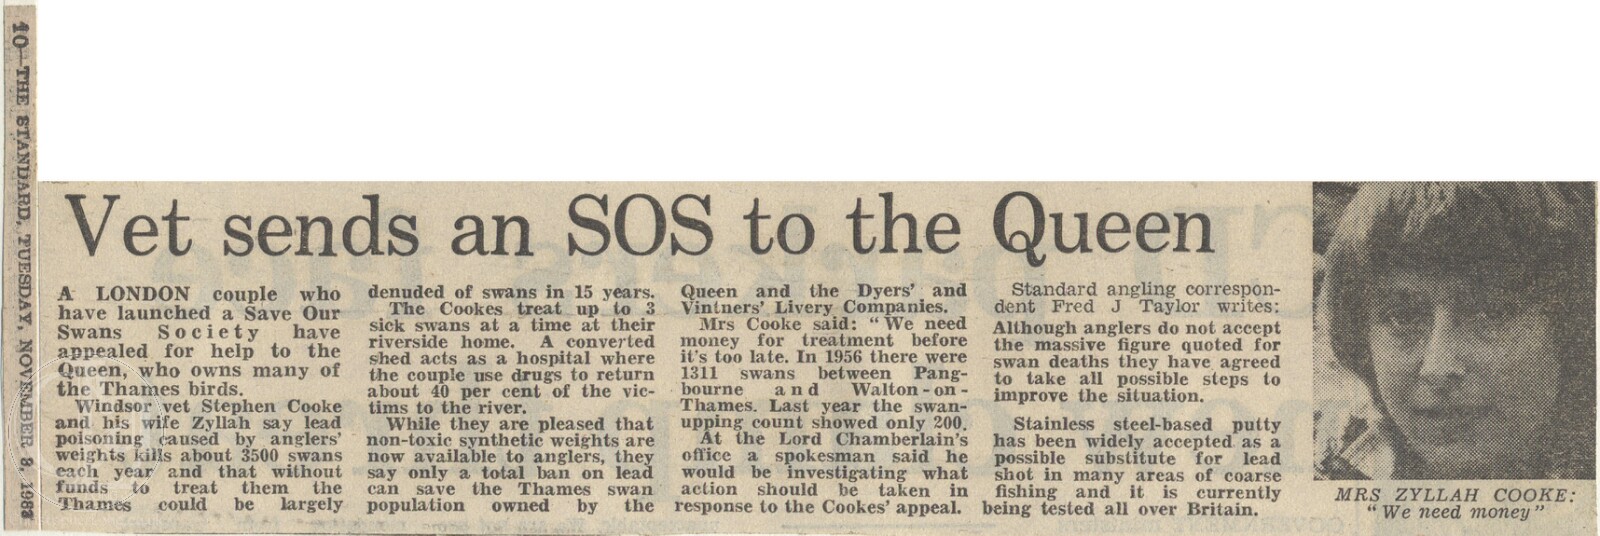 10—THE STANDARD, TUESDAY, NOVEMBER 8, 1983
Vet sends an SOS to the Queen
A LONDON couple who
have launched a Save Our
Swans Society have
appealed for help to the
Queen, who owns many of
the Thames birds.
Windsor vet Stephen Cooke
and his wife Zyllah say lead
poisoning caused by anglers'
weights kills about 3500 swans
each year and that without
funds to treat them the
Thames could be largely
denuded of swans in 15 years.
The Cookes treat up to 3
sick swans at a time at their
riverside home. A converted
shed acts as a hospital where
the couple use drugs to return
about 40 per cent of the vic-
tims to the river.
While they are pleased that
non-toxic synthetic weights are
now available to anglers, they
say only a total ban on lead
can save the Thames swan
population owned by the
Queen and the Dyers' and
Vintners' Livery Companies.
Mrs Cooke said: "We need
money for treatment before
it's too late. In 1956 there were
1311 swans between Pang-
bourne and Walton-on-
Thames. Last year the swan-
upping count showed only 200.
At the Lord Chamberlain's
office a spokesman said he
would be investigating what
action should be taken in
response to the Cookes' appeal.
Standard angling correspon-
dent Fred J Taylor writes:
Although anglers do not accept
the massive figure quoted for
swan deaths they have agreed
to take all possible steps to
improve the situation.
Stainless steel-based putty
has been widely accepted as a
possible substitute for lead
shot in many areas of coarse
fishing and it is currently
being tested all over Britain.
MRS ZYLLAH COOKE:
"We need money"